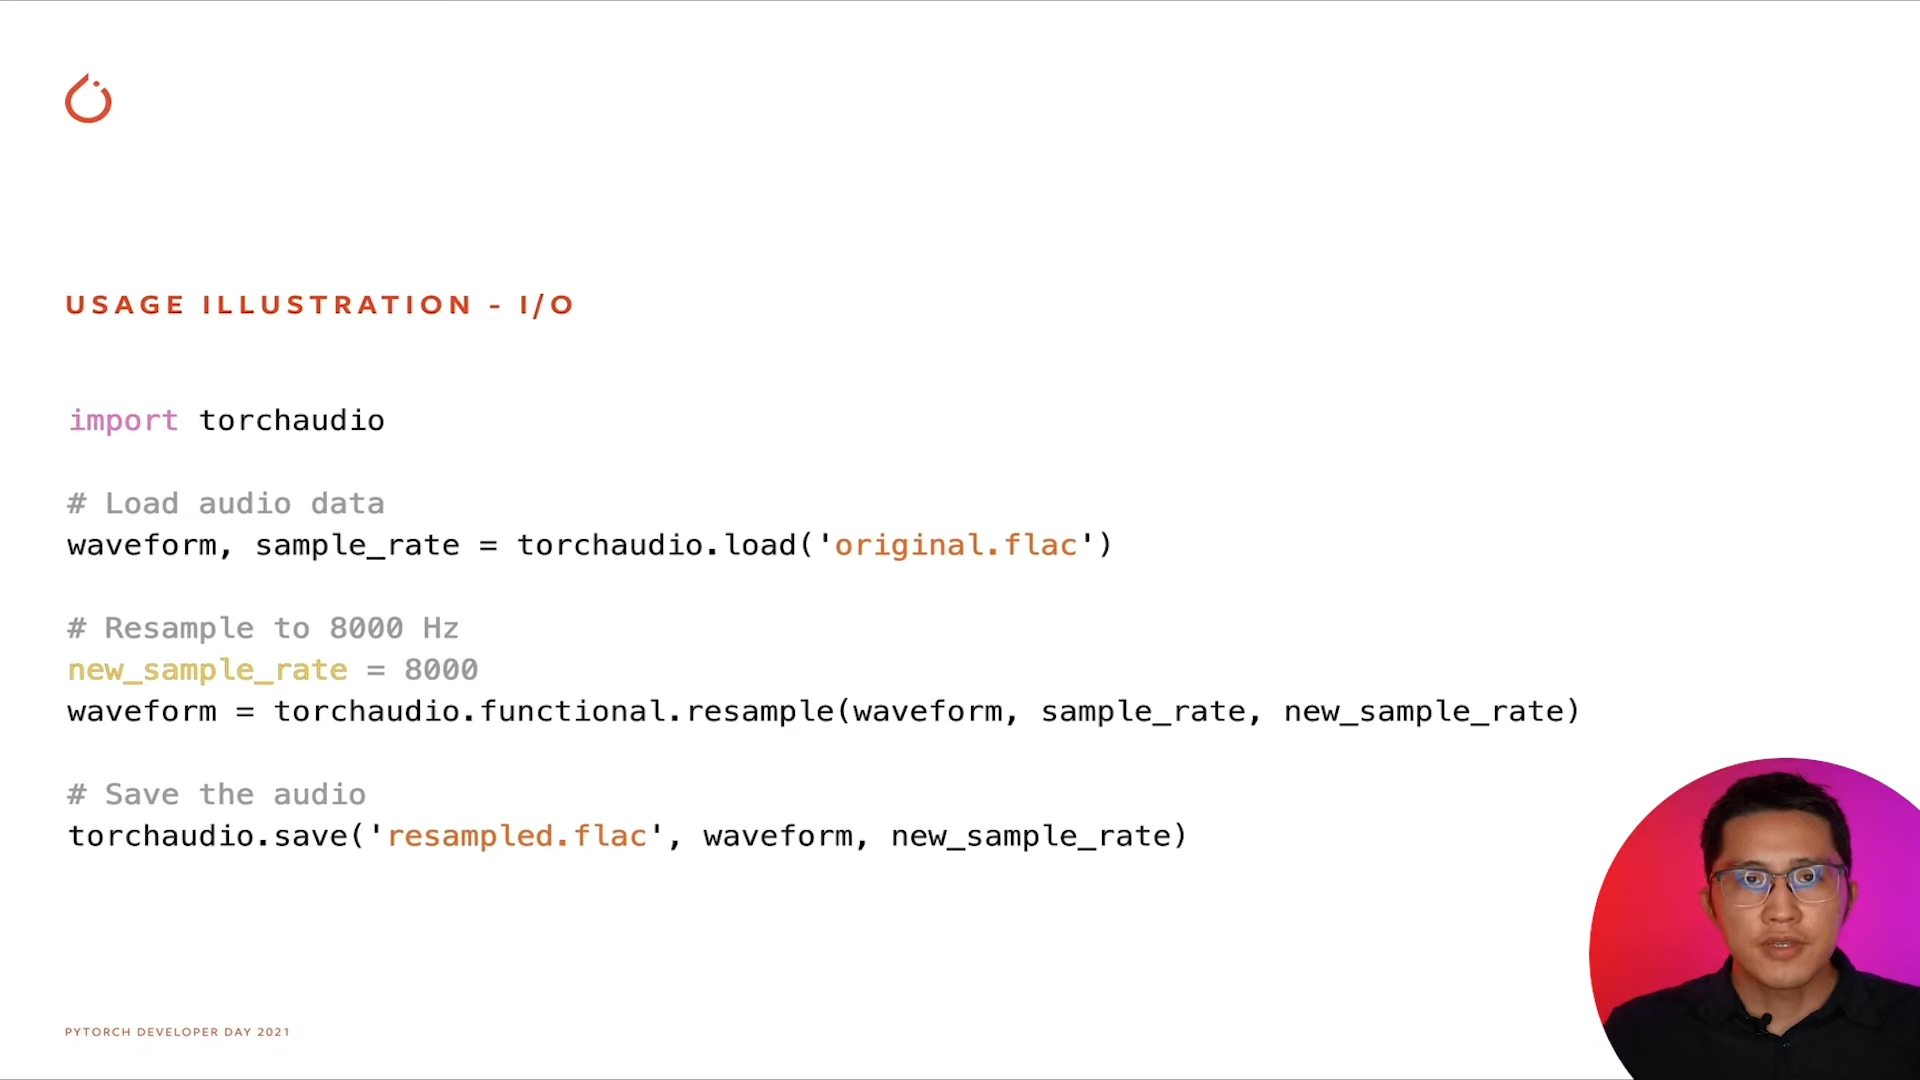 USAGE ILLUSTRATION - I/O
import torchaudio
# Load audio data
waveform, sample_rate = torchaudio.load('original.flac')
# Resample to 8000 Hz
new_sample_rate = 8000
waveform = torchaudio.functional.resample(waveform, sample_rate, new_sample_rate)
# Save the audio
torchaudio.save('resampled.flac', waveform, new_sample_rate)
PYTORCH DEVELOPER DAY 2021